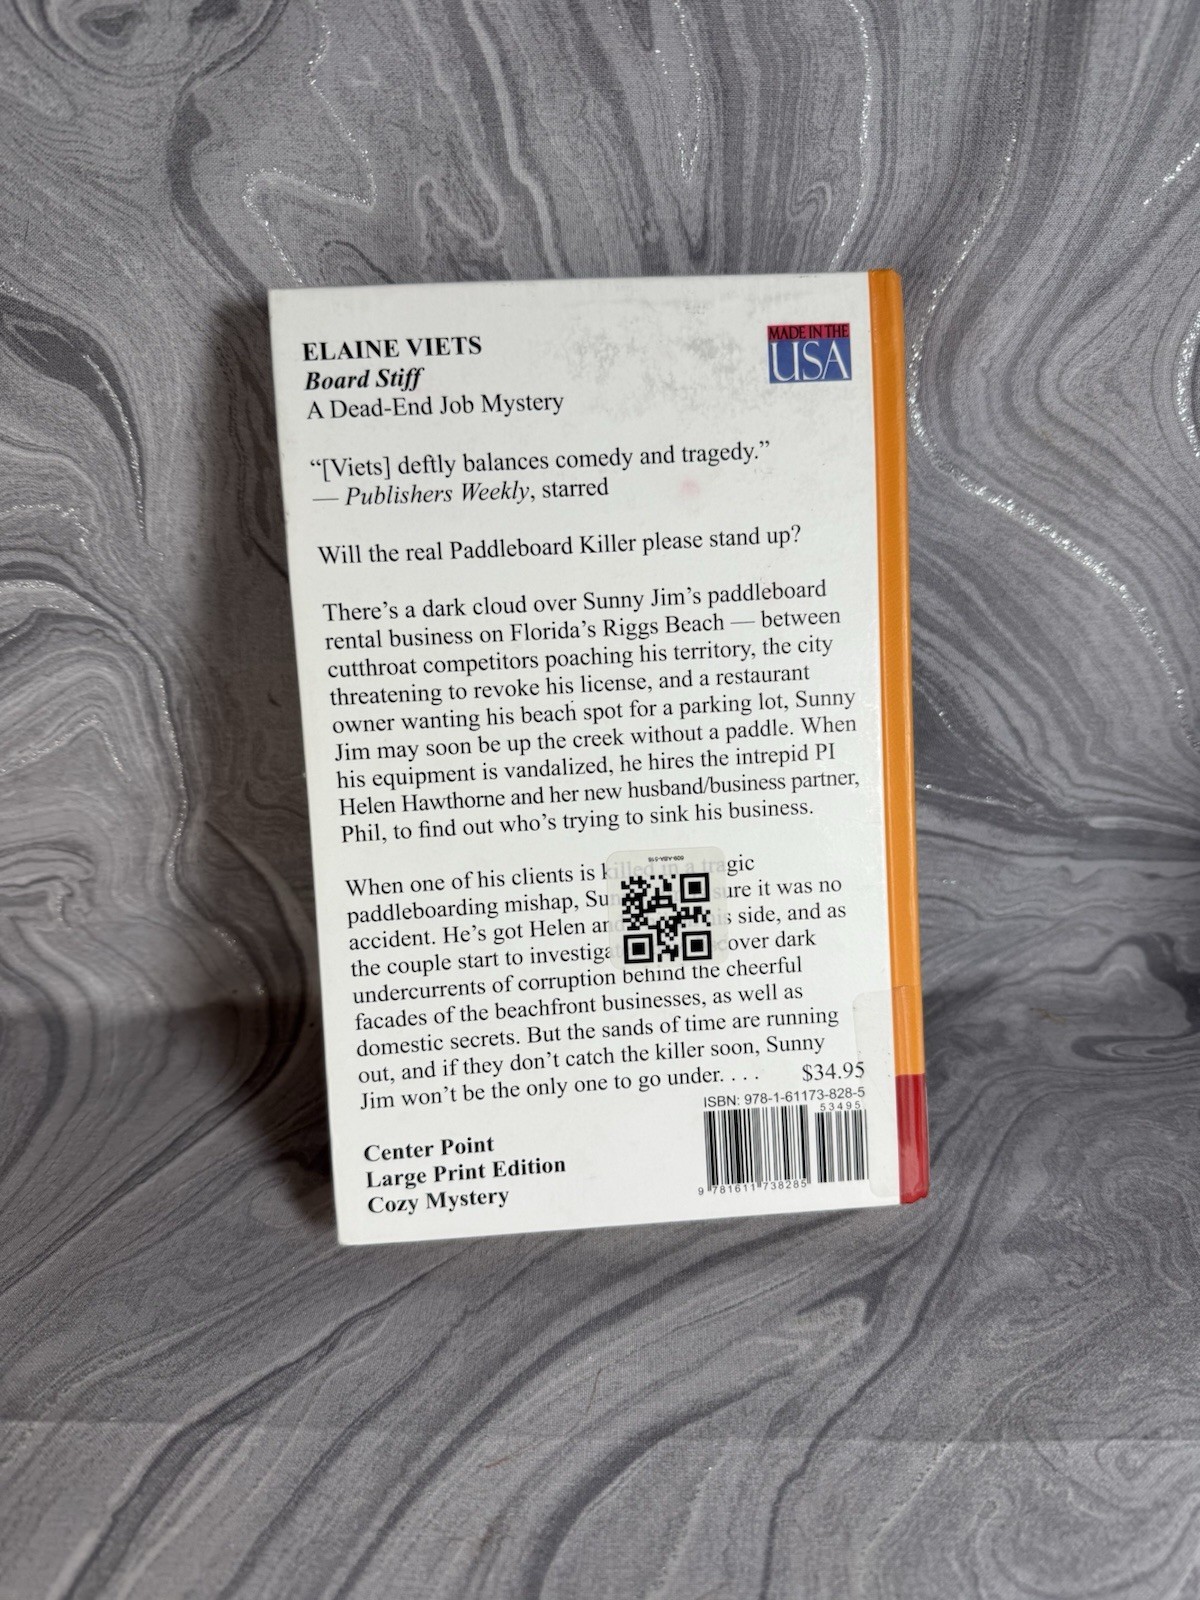 ELAINE VIETS
Board Stiff
A Dead-End Job Mystery
MADE IN THE
USA
“[Viets] deftly balances comedy and tragedy.”
— Publishers Weekly, starred
Will the real Paddleboard Killer please stand up?
There’s a dark cloud over Sunny Jim’s paddleboard
rental business on Florida’s Riggs Beach — between
cutthroat competitors poaching his territory, the city
threatening to revoke his license, and a restaurant
owner wanting his beach spot for a parking lot, Sunny
Jim may soon be up the creek without a paddle. When
his equipment is vandalized, he hires the intrepid PI
Helen Hawthorne and her new husband/business partner,
Phil, to find out who’s trying to sink his business.
When one of his clients is killed in a tragic
paddleboarding mishap, Sunny sure it was no
accident. He’s got Helen and his side, and as
the couple start to investigate over dark
undercurrents of corruption behind the cheerful
facades of the beachfront businesses, as well as
domestic secrets. But the sands of time are running
out, and if they don’t catch the killer soon, Sunny
Jim won’t be the only one to go under. . . .
$34.95
ISBN: 978-1-61173-828-5
53495
9 781611 738285
Center Point
Large Print Edition
Cozy Mystery